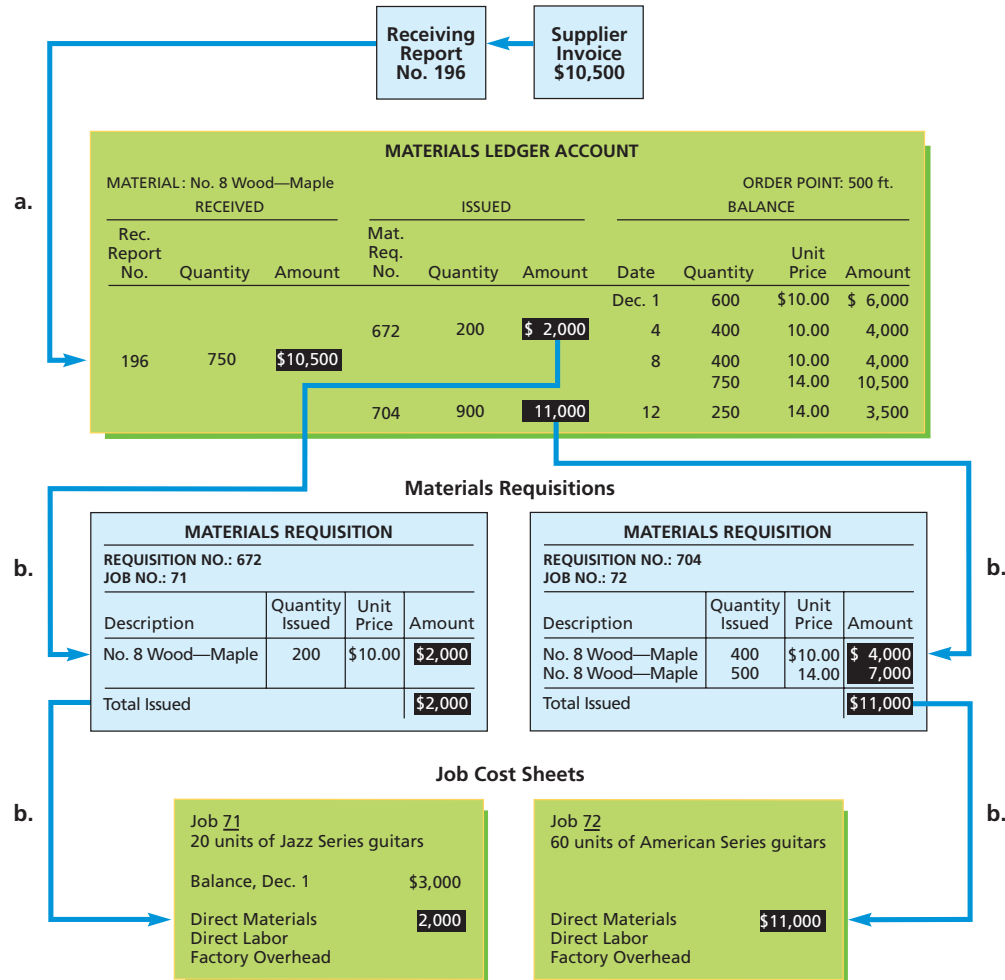 Receiving
Report
No. 196
Supplier
Invoice
$10,500
a.
MATERIALS LEDGER ACCOUNT
MATERIAL: No. 8 Wood—Maple ORDER POINT: 500 ft.
RECEIVED ISSUED BALANCE
Rec.
Report
No. Quantity Amount
Mat.
Req.
No. Quantity Amount
Date Quantity
Unit
Price Amount
Dec. 1 600 $10.00 $ 6,000
672 200 $ 2,000 4 400 10.00 4,000
196 750 $10,500 8 400 10.00 4,000
750 14.00 10,500
704 900 11,000 12 250 14.00 3,500
Materials Requisitions
b.
MATERIALS REQUISITION
REQUISITION NO.: 672
JOB NO.: 71
Description
Quantity
Issued
Unit
Price
Amount
No. 8 Wood—Maple 200 $10.00 $2,000
Total Issued $2,000
b.
MATERIALS REQUISITION
REQUISITION NO.: 704
JOB NO.: 72
Description
Quantity
Issued
Unit
Price
Amount
No. 8 Wood—Maple 400 $10.00 $ 4,000
No. 8 Wood—Maple 500 14.00 7,000
Total Issued $11,000
Job Cost Sheets
b.
Job 71
20 units of Jazz Series guitars
Balance, Dec. 1 $3,000
Direct Materials 2,000
Direct Labor
Factory Overhead
b.
Job 72
60 units of American Series guitars
Direct Materials $11,000
Direct Labor
Factory Overhead